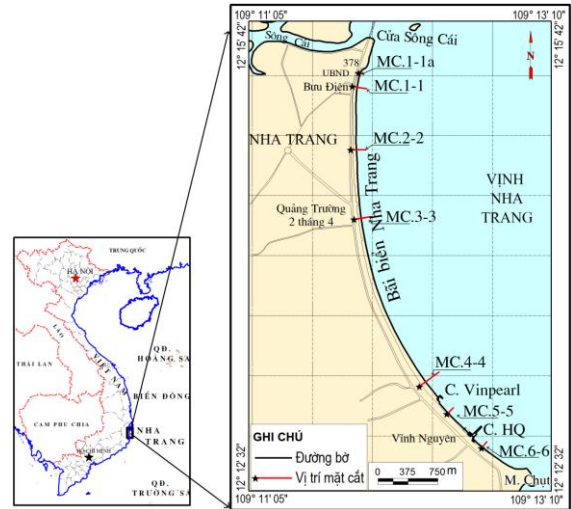 109° 11' 05"
109° 13' 10"
12° 15' 42"
12° 15' 42"
Sông Cái
Cửa Sông Cái
378
UBND
MC.1-1a
Bưu Điện
MC.1-1
N
NHA TRANG
MC.2-2
VỊNH
NHA
TRANG
Quảng Trường
2 tháng 4
MC.3-3
Bãi biển Nha Trang
MC.4-4
C. Vinpearl
MC.5-5
C. HQ
Vĩnh Nguyên
MC.6-6
M. Chụt
GHI CHÚ
Đường bờ
Vị trí mặt cắt
0 375 750 m
12° 12' 32"
12° 12' 32"
109° 11' 05"
109° 13' 10"
TRUNG QUỐC
HÀ NỘI
LÀO
VIỆT NAM
QĐ.
HOÀNG SA
THÁI LAN
BIỂN ĐÔNG
CAM PHU CHIA
NHA
TRANG
QĐ.
TRƯỜNG SA